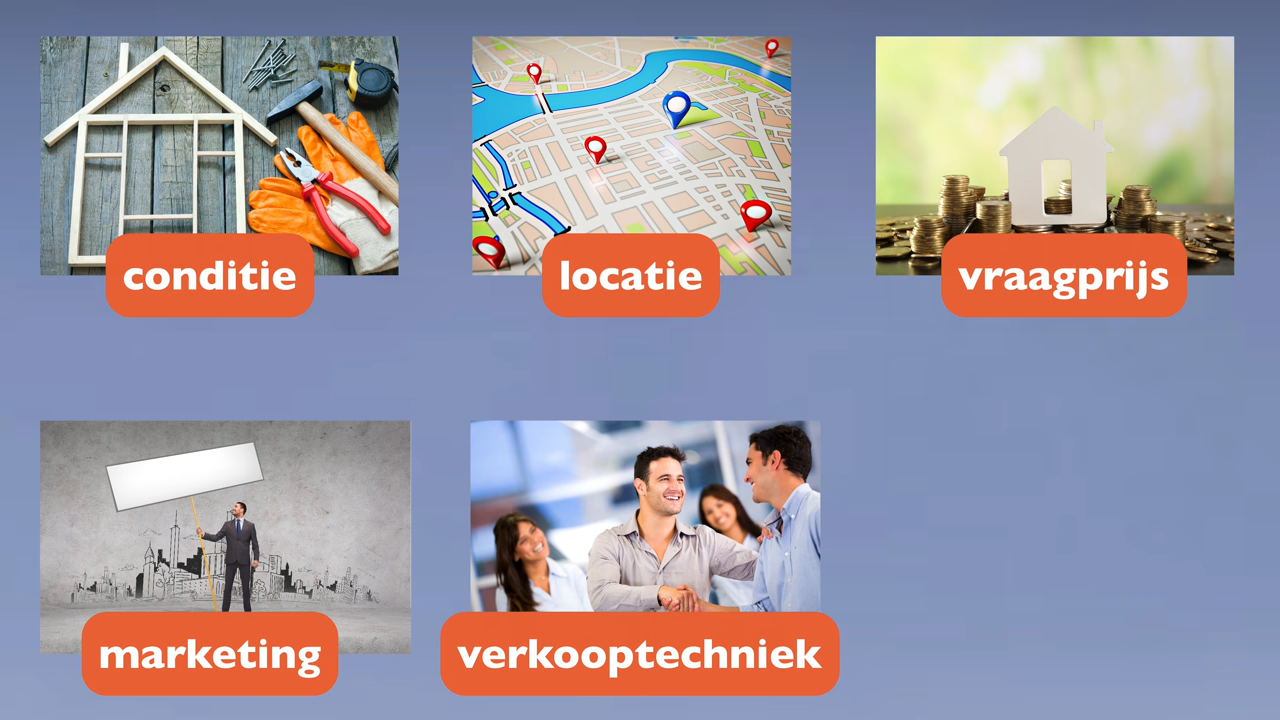 conditie
locatie
vraagprijs
marketing
verkooptechniek